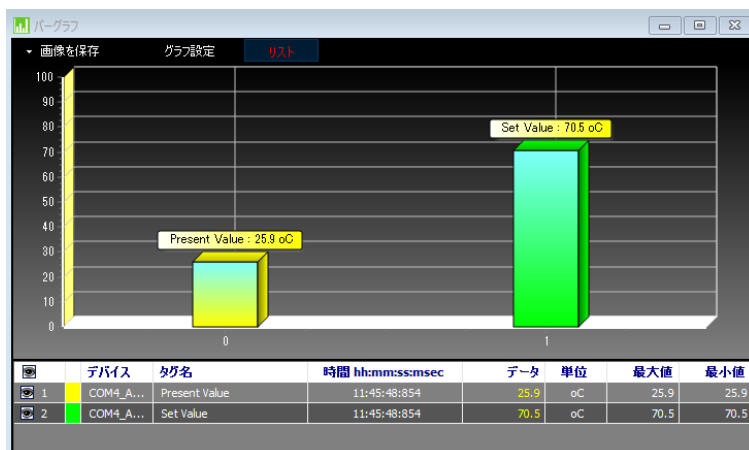 バーグラフ
画像を保存 グラフ設定 リスト
100
90
80
Set Value : 70.5 oC
70
60
50
40
Present Value : 25.9 oC
30
20
10
0
0 1
デバイス タグ名 時間 hh:mm:ss:msec データ 単位 最大値 最小値
1 COM4_A... Present Value 11:45:48:854 25.9 oC 25.9 25.9
2 COM4_A... Set Value 11:45:48:854 70.5 oC 70.5 70.5